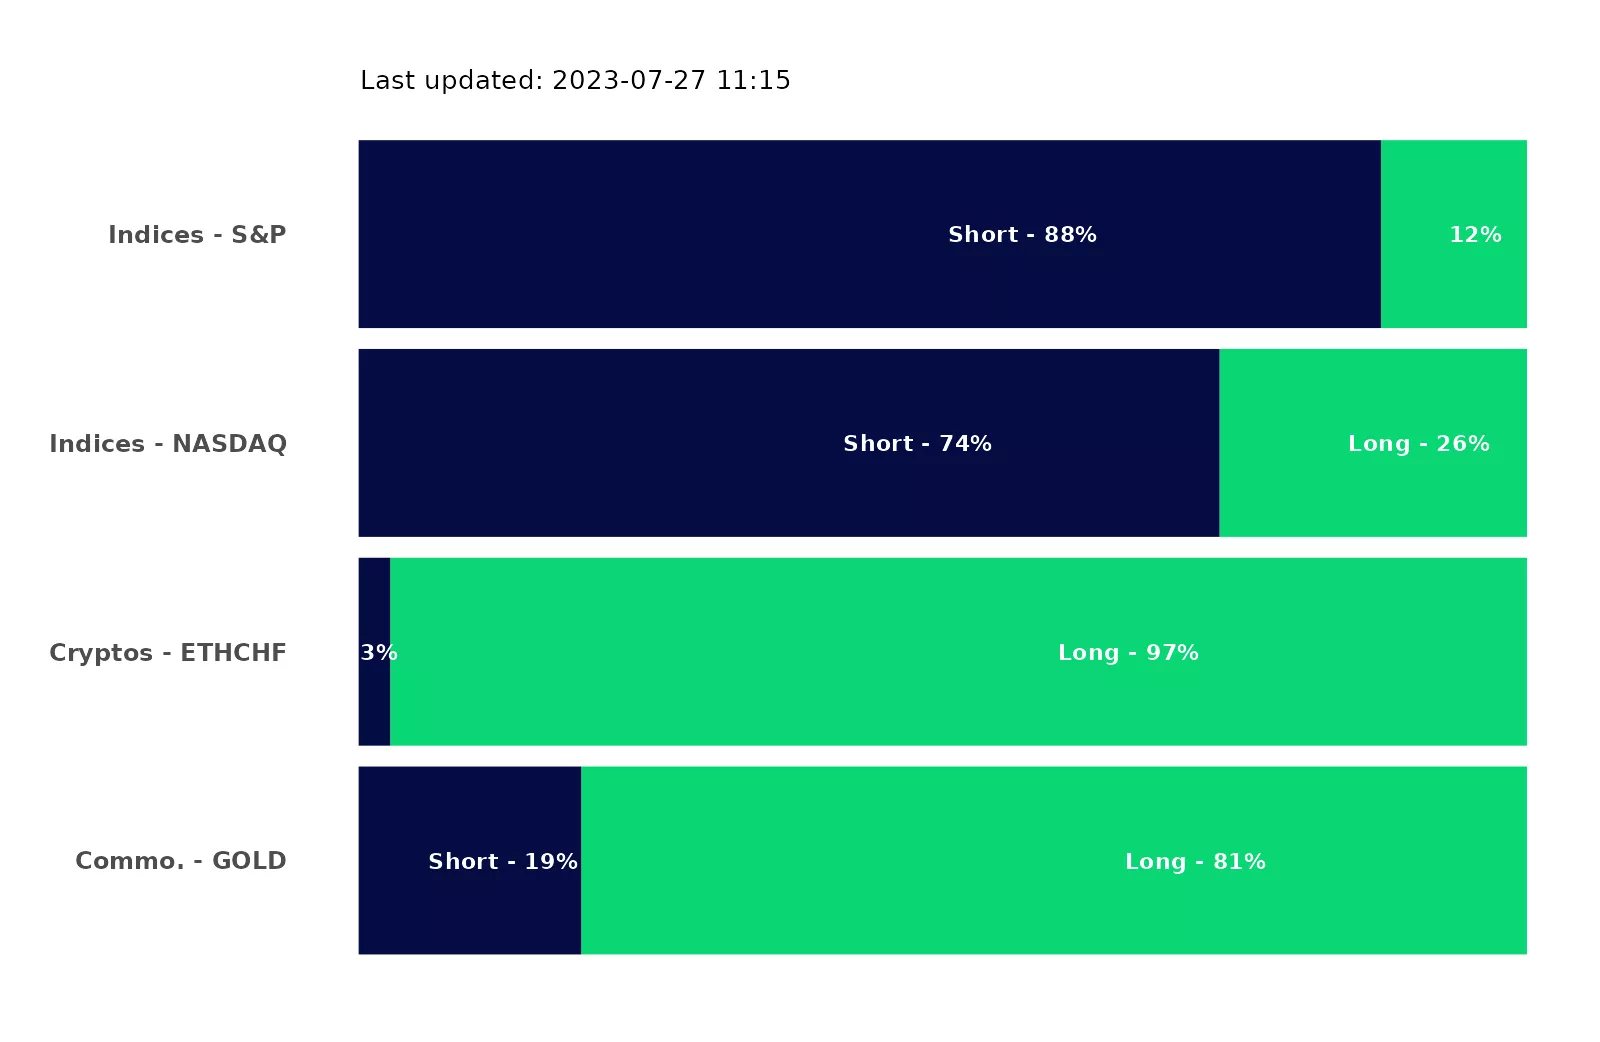 Last updated: 2023-07-27 11:15
Indices - S&P Short - 88% 12%
Indices - NASDAQ Short - 74% Long - 26%
Cryptos - ETHCHF 3% Long - 97%
Commo. - GOLD Short - 19% Long - 81%